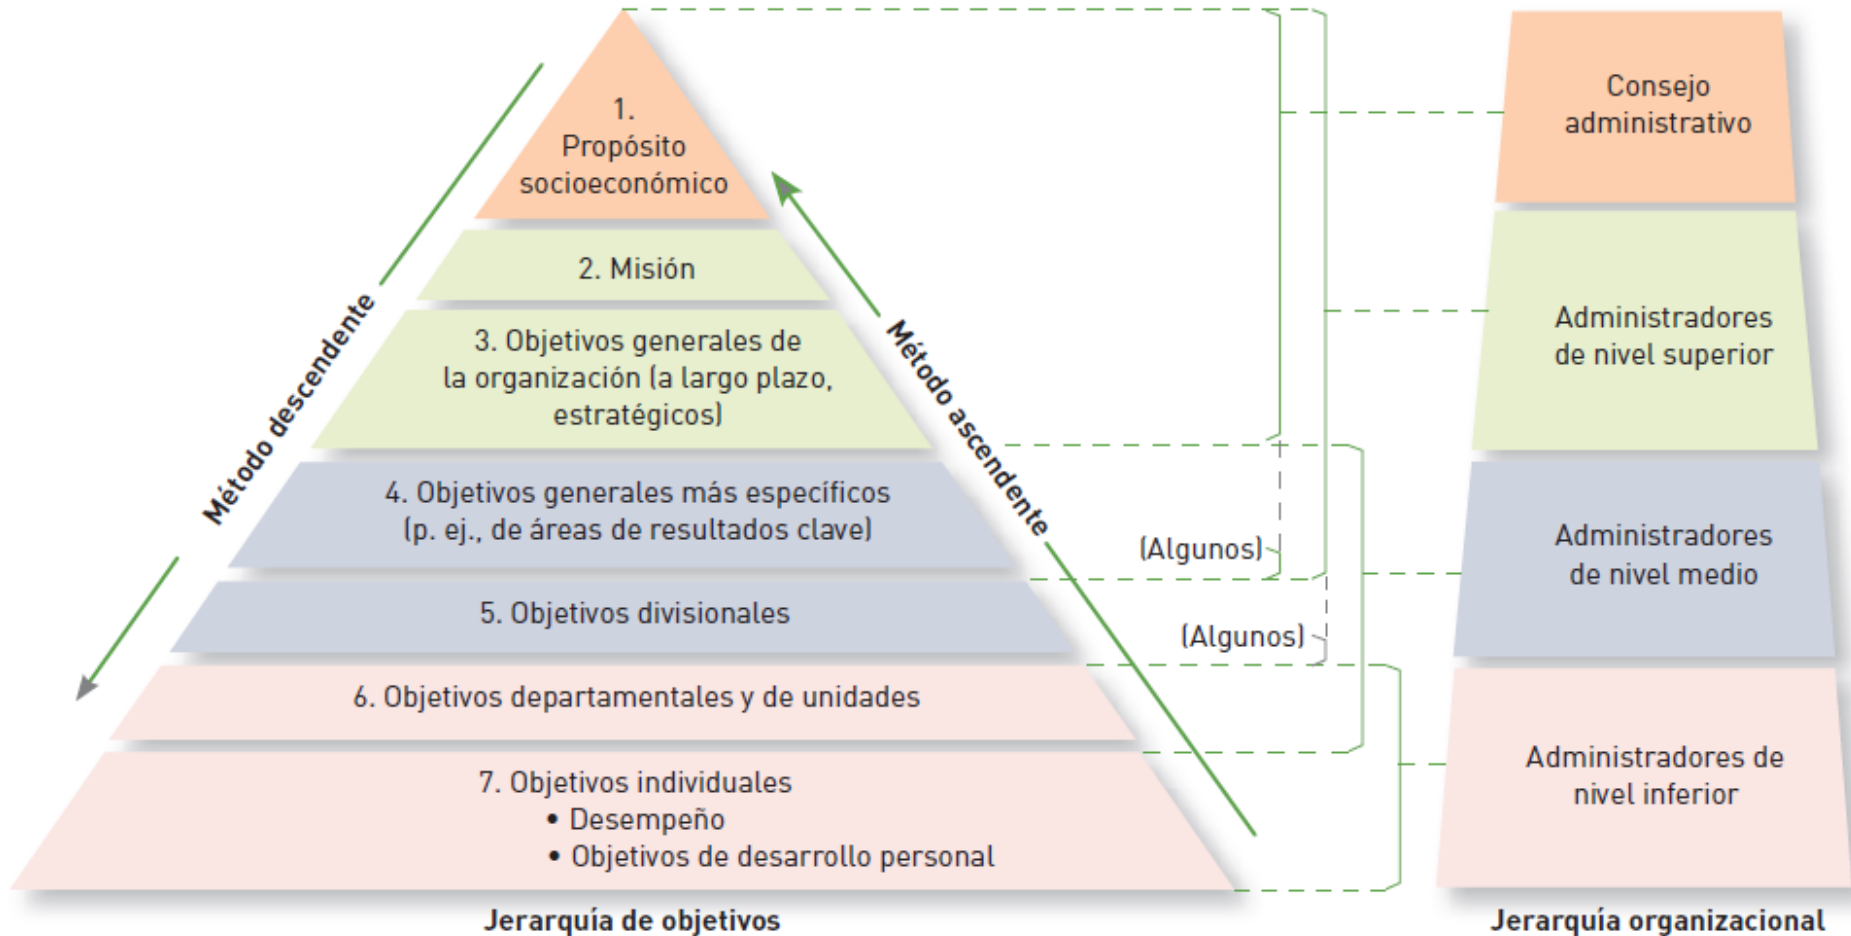 1.
Propósito
socioeconómico
2. Misión
3. Objetivos generales de
la organización (a largo plazo,
estratégicos)
4. Objetivos generales más específicos
(p. ej., de áreas de resultados clave)
5. Objetivos divisionales
6. Objetivos departamentales y de unidades
7. Objetivos individuales
• Desempeño
• Objetivos de desarrollo personal
Método descendente
Método ascendente
(Algunos)
(Algunos)
Consejo
administrativo
Administradores
de nivel superior
Administradores
de nivel medio
Administradores de
nivel inferior
Jerarquía de objetivos
Jerarquía organizacional